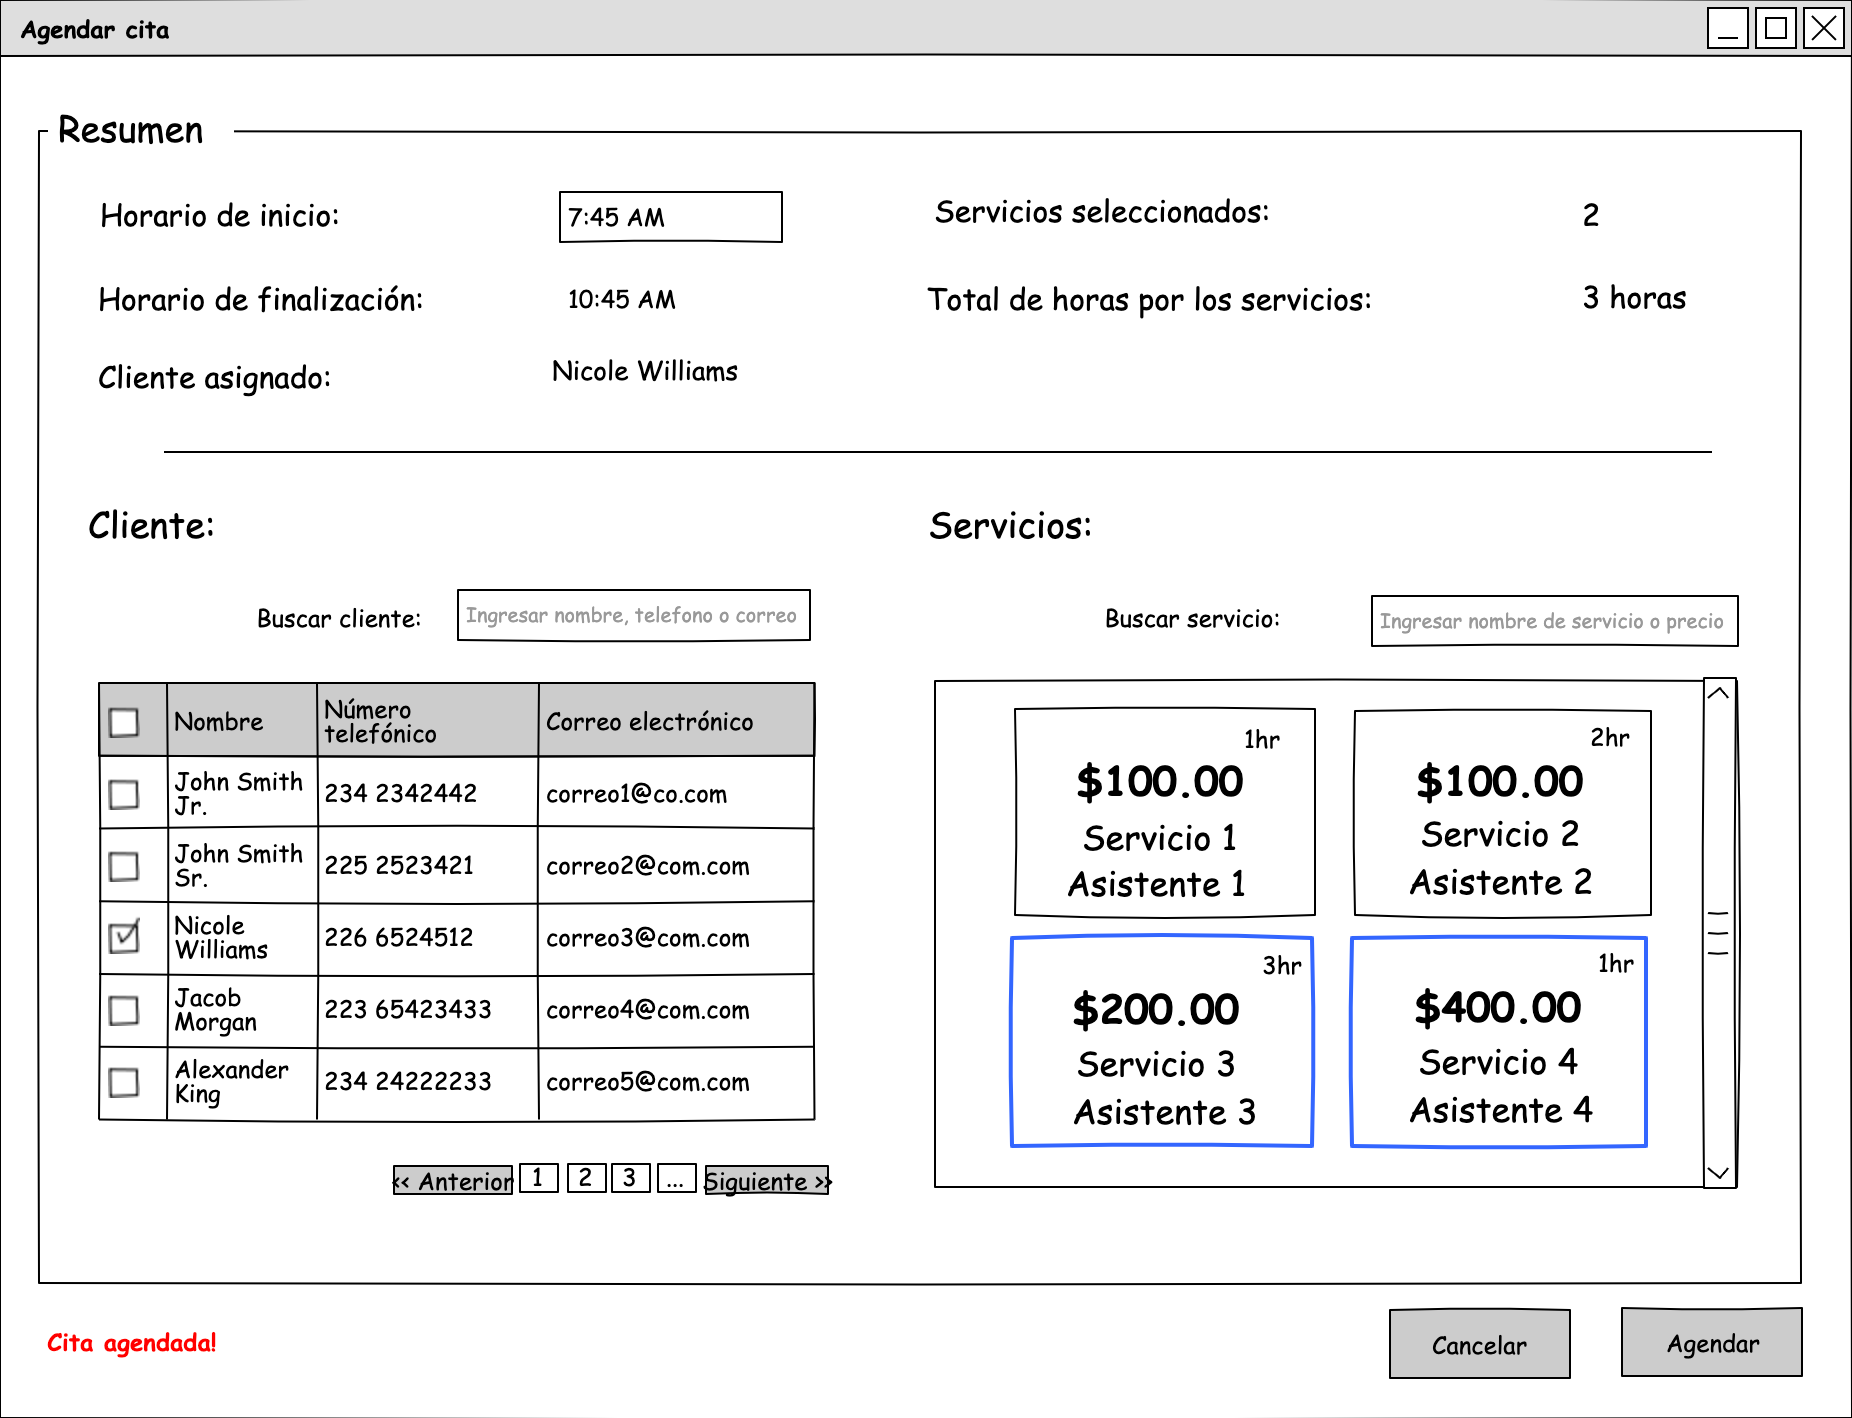 Agendar cita
Resumen
Horario de inicio:
7:45 AM
Servicios seleccionados:
2
Horario de finalización:
10:45 AM
Total de horas por los servicios:
3 horas
Cliente asignado:
Nicole Williams
Cliente:
Buscar cliente:
Ingresar nombre, telefono o correo
Nombre
Número
telefónico
Correo electrónico
John Smith
Jr.
234 2342442
correo1@co.com
John Smith
Sr.
225 2523421
correo2@com.com
Nicole
Williams
226 6524512
correo3@com.com
Jacob
Morgan
223 65423433
correo4@com.com
Alexander
King
234 24222233
correo5@com.com
<< Anterior
1
2
3
...
Siguiente >>
Servicios:
Buscar servicio:
Ingresar nombre de servicio o precio
1hr
$100.00
Servicio 1
Asistente 1
2hr
$100.00
Servicio 2
Asistente 2
3hr
$200.00
Servicio 3
Asistente 3
1hr
$400.00
Servicio 4
Asistente 4
Cita agendada!
Cancelar
Agendar